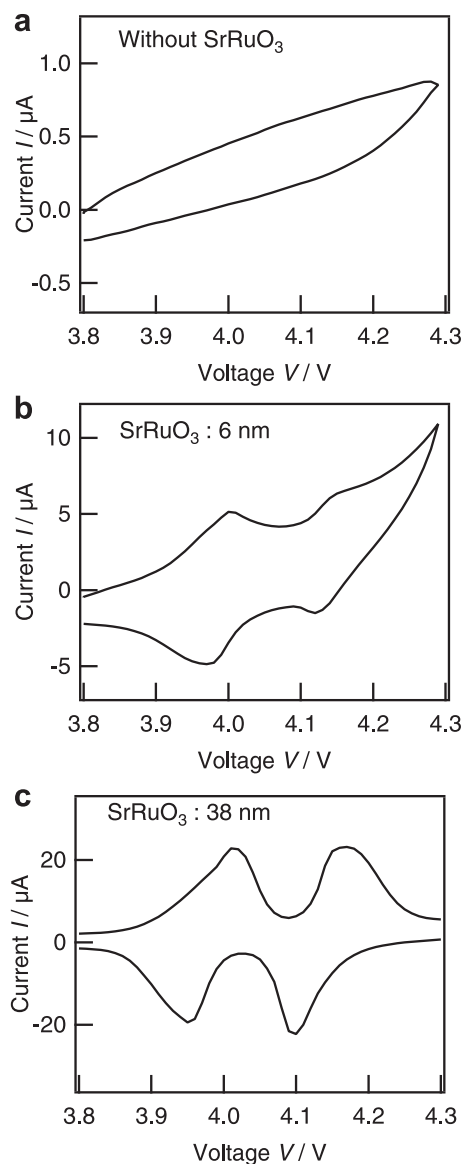 a
Without SrRuO₃
1.0
0.5
0.0
-0.5
Current I / µA
3.8 3.9 4.0 4.1 4.2 4.3
Voltage V / V
b
SrRuO₃ : 6 nm
10
5
0
-5
Current I / µA
3.8 3.9 4.0 4.1 4.2 4.3
Voltage V / V
c
SrRuO₃ : 38 nm
20
0
-20
Current I / µA
3.8 3.9 4.0 4.1 4.2 4.3
Voltage V / V